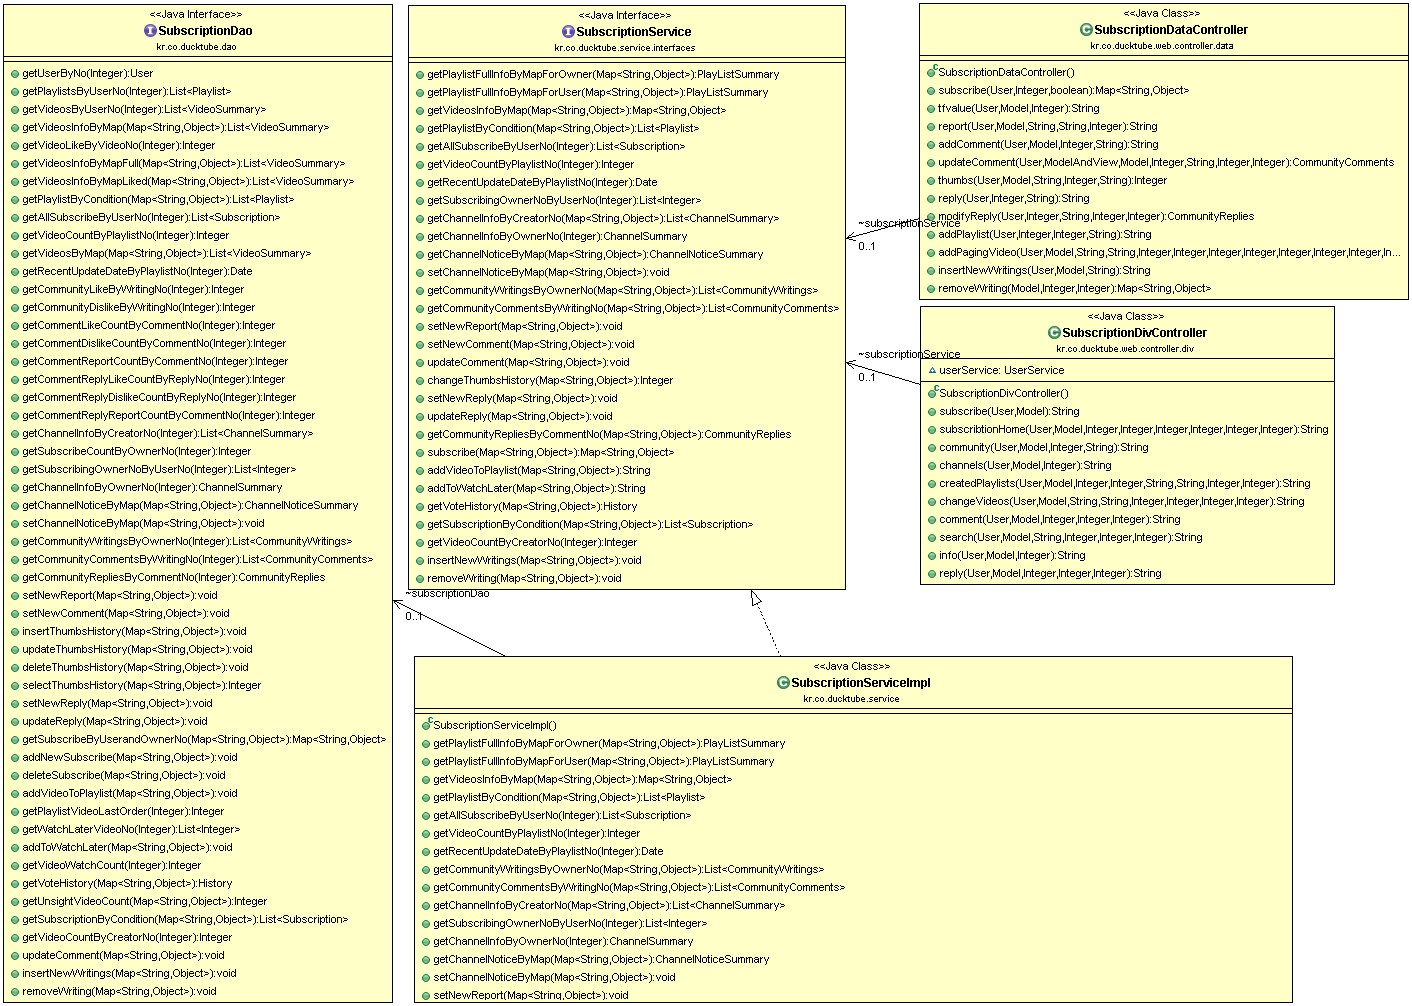 <<Java Interface>>
SubscriptionDao
kr.co.ducktube.dao
getUserByNo(Integer):User
getPlaylistsByUserNo(Integer):List<Playlist>
getVideosByUserNo(Integer):List<VideoSummary>
getVideosInfoByMap(Map<String,Object>):List<VideoSummary>
getVideoLikeByVideoNo(Integer):Integer
getVideosInfoByMapFull(Map<String,Object>):List<VideoSummary>
getVideosInfoByMapLiked(Map<String,Object>):List<VideoSummary>
getPlaylistByCondition(Map<String,Object>):List<Playlist>
getAllSubscribeByUserNo(Integer):List<Subscription>
getVideoCountByPlaylistNo(Integer):Integer
getVideosByMap(Map<String,Object>):List<VideoSummary>
getRecentUpdateDateByPlaylistNo(Integer):Date
getCommunityLikeByWritingNo(Integer):Integer
getCommunityDislikeByWritingNo(Integer):Integer
getCommentLikeCountByCommentNo(Integer):Integer
getCommentDislikeCountByCommentNo(Integer):Integer
getCommentReportCountByCommentNo(Integer):Integer
getCommentReplyLikeCountByReplyNo(Integer):Integer
getCommentReplyDislikeCountByReplyNo(Integer):Integer
getCommentReplyReportCountByCommentNo(Integer):Integer
getChannelInfoByCreatorNo(Integer):List<ChannelSummary>
getSubscribeCountByOwnerNo(Integer):Integer
getSubscribingOwnerNoByUserNo(Integer):List<Integer>
getChannelInfoByOwnerNo(Integer):ChannelSummary
getChannelNoticeByMap(Map<String,Object>):ChannelNoticeSummary
setChannelNoticeByMap(Map<String,Object>):void
getCommunityWritingsByOwnerNo(Integer):List<CommunityWritings>
getCommunityCommentsByWritingNo(Integer):List<CommunityComments>
getCommunityRepliesByCommentNo(Integer):CommunityReplies
setNewReport(Map<String,Object>):void
setNewComment(Map<String,Object>):void
insertThumbsHistory(Map<String,Object>):void
updateThumbsHistory(Map<String,Object>):void
deleteThumbsHistory(Map<String,Object>):void
selectThumbsHistory(Map<String,Object>):Integer
setNewReply(Map<String,Object>):void
updateReply(Map<String,Object>):void
getSubscribeByUserandOwnerNo(Map<String,Object>):Map<String,Object>
addNewSubscribe(Map<String,Object>):void
deleteSubscribe(Map<String,Object>):void
addVideoToPlaylist(Map<String,Object>):void
getPlaylistVideoLastOrder(Integer):Integer
getWatchLaterVideoNo(Integer):List<Integer>
addToWatchLater(Map<String,Object>):void
getVideoWatchCount(Integer):Integer
getVoteHistory(Map<String,Object>):History
getUnsightVideoCount(Map<String,Object>):Integer
getSubscriptionByCondition(Map<String,Object>):List<Subscription>
getVideoCountByCreatorNo(Integer):Integer
updateComment(Map<String,Object>):void
insertNewWritings(Map<String,Object>):void
removeWriting(Map<String,Object>):void
<<Java Interface>>
SubscriptionService
kr.co.ducktube.service.interfaces
getPlaylistFullInfoByMapForOwner(Map<String,Object>):PlayListSummary
getPlaylistFullInfoByMapForUser(Map<String,Object>):PlayListSummary
getVideosInfoByMap(Map<String,Object>):Map<String,Object>
getPlaylistByCondition(Map<String,Object>):List<Playlist>
getAllSubscribeByUserNo(Integer):List<Subscription>
getVideoCountByPlaylistNo(Integer):Integer
getRecentUpdateDateByPlaylistNo(Integer):Date
getSubscribingOwnerNoByUserNo(Integer):List<Integer>
getChannelInfoByCreatorNo(Map<String,Object>):List<ChannelSummary>
getChannelInfoByOwnerNo(Integer):ChannelSummary
getChannelNoticeByMap(Map<String,Object>):ChannelNoticeSummary
setChannelNoticeByMap(Map<String,Object>):void
getCommunityWritingsByOwnerNo(Map<String,Object>):List<CommunityWritings>
getCommunityCommentsByWritingNo(Map<String,Object>):List<CommunityComments>
setNewReport(Map<String,Object>):void
setNewComment(Map<String,Object>):void
updateComment(Map<String,Object>):void
changeThumbsHistory(Map<String,Object>):Integer
setNewReply(Map<String,Object>):void
updateReply(Map<String,Object>):void
getCommunityRepliesByCommentNo(Map<String,Object>):CommunityReplies
subscribe(Map<String,Object>):Map<String,Object>
addVideoToPlaylist(Map<String,Object>):String
addToWatchLater(Map<String,Object>):String
getVoteHistory(Map<String,Object>):History
getSubscriptionByCondition(Map<String,Object>):List<Subscription>
getVideoCountByCreatorNo(Integer):Integer
insertNewWritings(Map<String,Object>):void
removeWriting(Map<String,Object>):void
<<Java Class>>
SubscriptionDataController
kr.co.ducktube.web.controller.data
SubscriptionDataController()
subscribe(User,Integer,boolean):Map<String,Object>
tfvalue(User,Model,Integer):String
report(User,Model,String,String,Integer):String
addComment(User,Model,Integer,String):String
updateComment(User,ModelAndView,Model,Integer,String,Integer,Integer):CommunityComments
thumbs(User,Model,String,Integer,String):Integer
reply(User,Integer,String):String
modifyReply(User,Integer,String,Integer,Integer):CommunityReplies
addPlaylist(User,Integer,Integer,String):String
addPagingVideo(User,Model,String,String,Integer,Integer,Integer,Integer,Integer,Integer,Integer,In...
insertNewWritings(User,Model,String):String
removeWriting(Model,Integer,Integer):Map<String,Object>
~subscriptionService
0..1
<<Java Class>>
SubscriptionDivController
kr.co.ducktube.web.controller.div
userService: UserService
SubscriptionDivController()
subscribe(User,Model):String
subscribtionHome(User,Model,Integer,Integer,Integer,Integer,Integer,Integer):String
community(User,Model,Integer,String):String
channels(User,Model,Integer):String
createdPlaylists(User,Model,Integer,Integer,String,String,Integer,Integer):String
changeVideos(User,Model,String,String,Integer,Integer,Integer,Integer):String
comment(User,Model,Integer,Integer,Integer):String
search(User,Model,String,Integer,Integer,Integer):String
info(User,Model,Integer):String
reply(User,Model,Integer,Integer,Integer):String
~subscriptionService
0..1
~subscriptionDao
0..1
<<Java Class>>
SubscriptionServiceImpl
kr.co.ducktube.service
SubscriptionServiceImpl()
getPlaylistFullInfoByMapForOwner(Map<String,Object>):PlayListSummary
getPlaylistFullInfoByMapForUser(Map<String,Object>):PlayListSummary
getVideosInfoByMap(Map<String,Object>):Map<String,Object>
getPlaylistByCondition(Map<String,Object>):List<Playlist>
getAllSubscribeByUserNo(Integer):List<Subscription>
getVideoCountByPlaylistNo(Integer):Integer
getRecentUpdateDateByPlaylistNo(Integer):Date
getCommunityWritingsByOwnerNo(Map<String,Object>):List<CommunityWritings>
getCommunityCommentsByWritingNo(Map<String,Object>):List<CommunityComments>
getChannelInfoByCreatorNo(Map<String,Object>):List<ChannelSummary>
getSubscribingOwnerNoByUserNo(Integer):List<Integer>
getChannelInfoByOwnerNo(Integer):ChannelSummary
getChannelNoticeByMap(Map<String,Object>):ChannelNoticeSummary
setChannelNoticeByMap(Map<String,Object>):void
setNewReport(Map<String,Object>):void